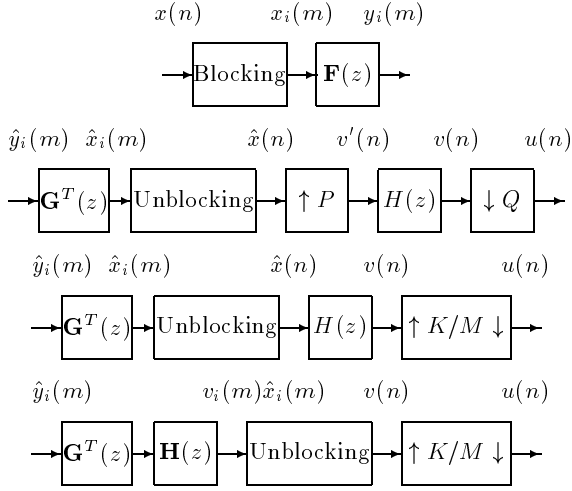 x(n) x_i(m) y_i(m)
Blocking F(z)
ŷ_i(m) x̂_i(m) x̂(n) v'(n) v(n) u(n)
G^T(z) Unblocking ↑ P H(z) ↓ Q
ŷ_i(m) x̂_i(m) x̂(n) v(n) u(n)
G^T(z) Unblocking H(z) ↑ K/M ↓
ŷ_i(m) v_i(m) x̂_i(m) v(n) u(n)
G^T(z) H(z) Unblocking ↑ K/M ↓